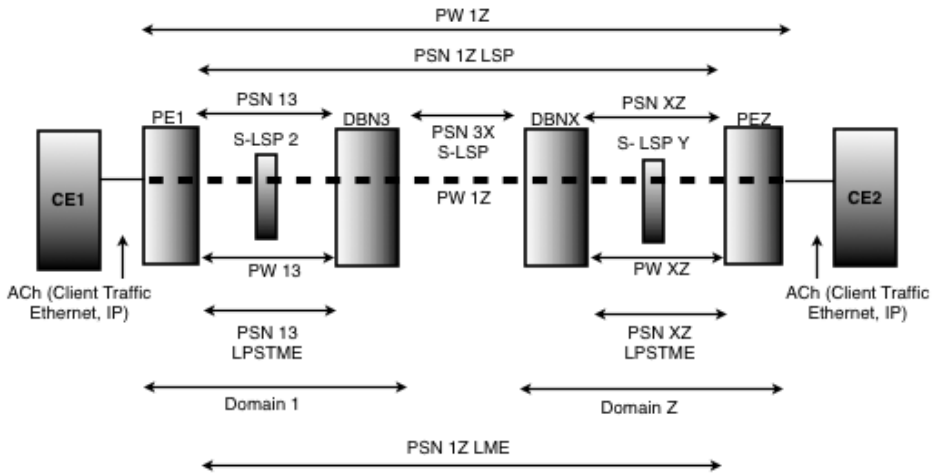 PW 1Z
PSN 1Z LSP
PSN 13
PSN XZ
PE1
DBN3
DBNX
PEZ
S-LSP 2
PSN 3X
S-LSP
S- LSP Y
CE1
PW 1Z
CE2
PW 13
PW XZ
ACh (Client Traffic
Ethernet, IP)
ACh (Client Traffic
Ethernet, IP)
PSN 13
LPSTME
PSN XZ
LPSTME
Domain 1
Domain Z
PSN 1Z LME